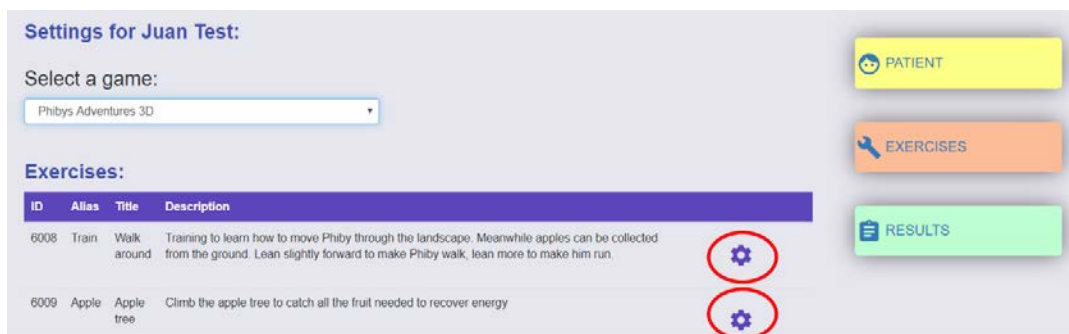 Settings for Juan Test:
Select a game:
Phibys Adventures 3D
Exercises:
ID Alias Title Description
6008 Train Walk around Training to learn how to move Phiby through the landscape. Meanwhile apples can be collected
from the ground. Lean slightly forward to make Phiby walk, lean more to make him run.
6009 Apple Apple tree Climb the apple tree to catch all the fruit needed to recover energy
PATIENT
EXERCISES
RESULTS